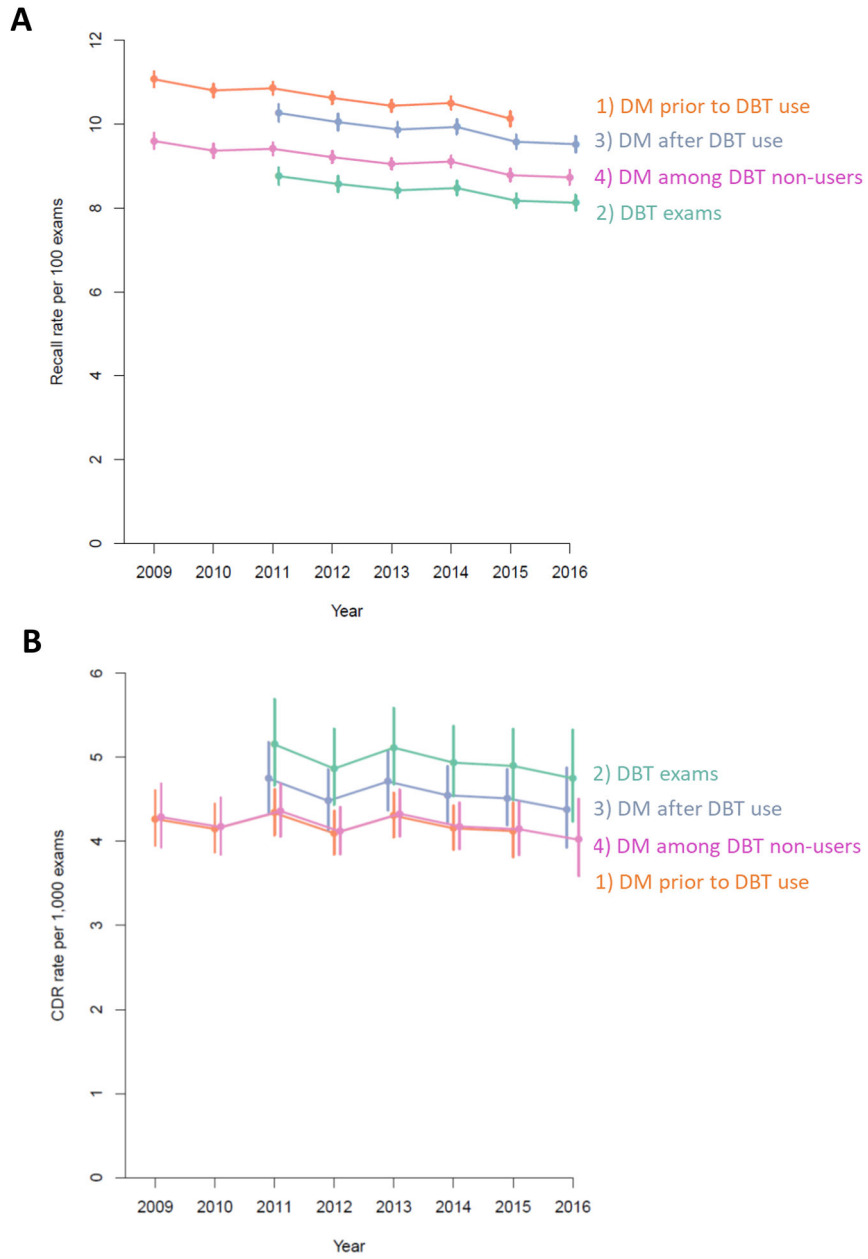 A
Recall rate per 100 exams
12
10
8
6
4
2
0
1) DM prior to DBT use
3) DM after DBT use
4) DM among DBT non-users
2) DBT exams
2009 2010 2011 2012 2013 2014 2015 2016
Year
B
CDR rate per 1,000 exams
6
5
4
3
2
1
0
2) DBT exams
3) DM after DBT use
4) DM among DBT non-users
1) DM prior to DBT use
2009 2010 2011 2012 2013 2014 2015 2016
Year